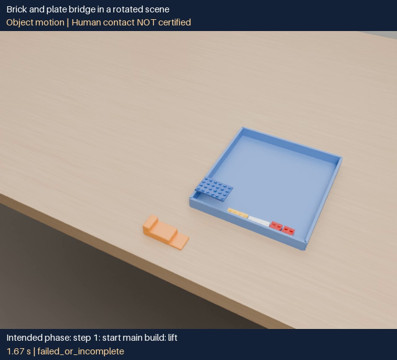 Brick and plate bridge in a rotated scene
Object motion | Human contact NOT certified
Intended phase: step 1: start main build: lift
1.67 s | failed_or_incomplete